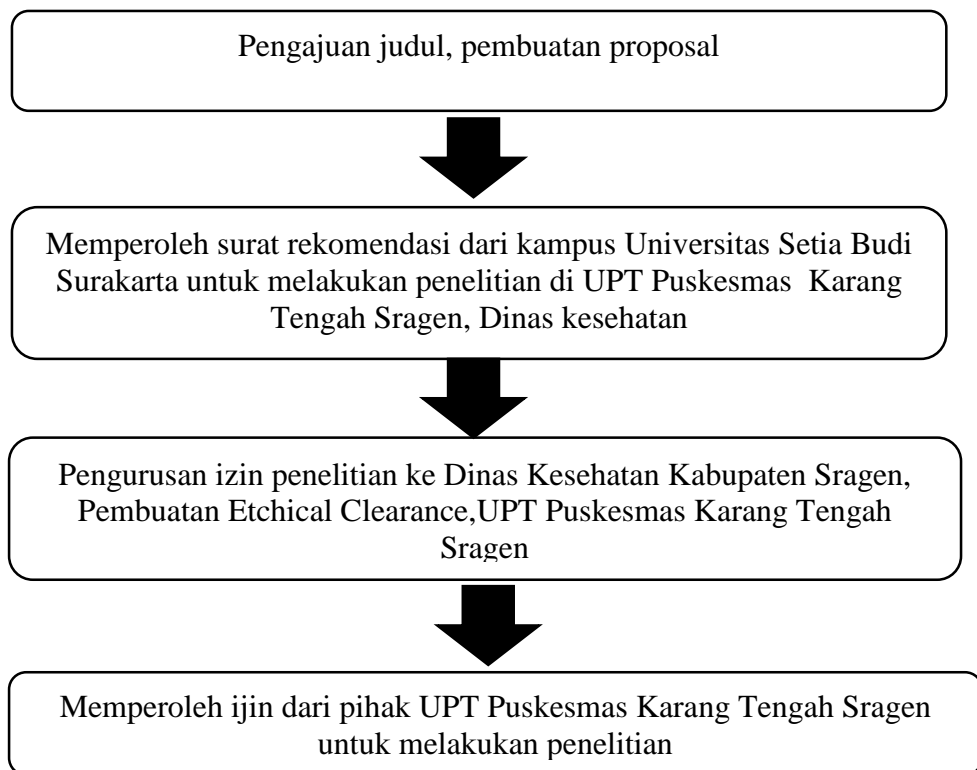 Pengajuan judul, pembuatan proposal
Memperoleh surat rekomendasi dari kampus Universitas Setia Budi
Surakarta untuk melakukan penelitian di UPT Puskesmas  Karang
Tengah Sragen, Dinas kesehatan
Pengurusan izin penelitian ke Dinas Kesehatan Kabupaten Sragen,
Pembuatan Etchical Clearance,UPT Puskesmas Karang Tengah
Sragen
Memperoleh ijin dari pihak UPT Puskesmas Karang Tengah Sragen
untuk melakukan penelitian